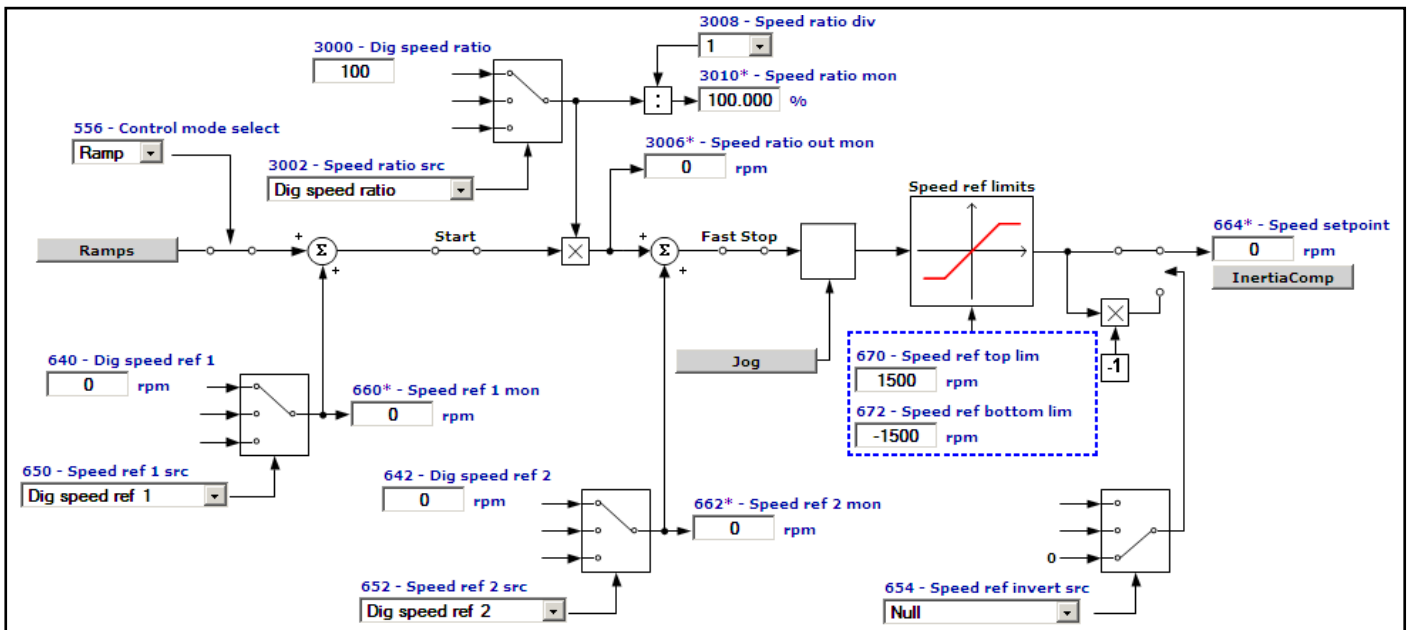 3008 - Speed ratio div
1
3000 - Dig speed ratio
100
3010* - Speed ratio mon
: 100.000 %
556 - Control mode select
Ramp
3006* - Speed ratio out mon
0 rpm
3002 - Speed ratio src
Dig speed ratio
Speed ref limits
664* - Speed setpoint
0 rpm
InertiaComp
Ramps
+ Σ +
Start
×
+ Σ +
Fast Stop
×
-1
640 - Dig speed ref 1
0 rpm
660* - Speed ref 1 mon
0 rpm
Jog
670 - Speed ref top lim
1500 rpm
672 - Speed ref bottom lim
-1500 rpm
650 - Speed ref 1 src
Dig speed ref 1
642 - Dig speed ref 2
0 rpm
662* - Speed ref 2 mon
0 rpm
0
652 - Speed ref 2 src
Dig speed ref 2
654 - Speed ref invert src
Null